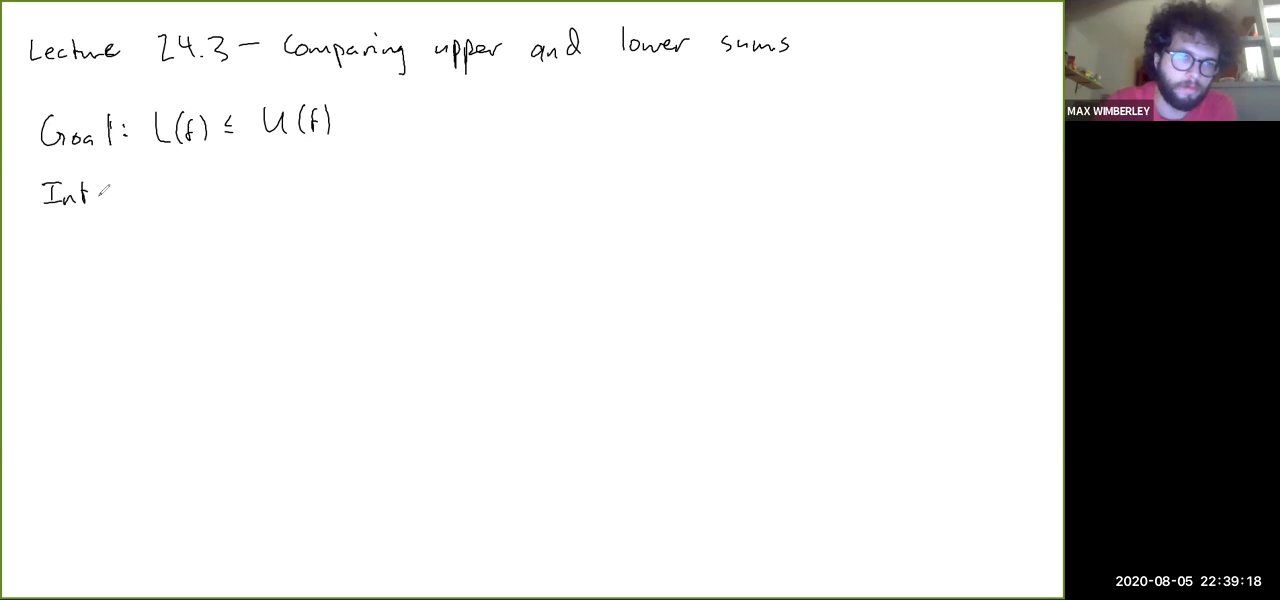 Lecture 24.3 - Comparing upper and lower sums
Goal: L(f) ≤ U(f)
Int
MAX WIMBERLEY
2020-08-05 22:39:18